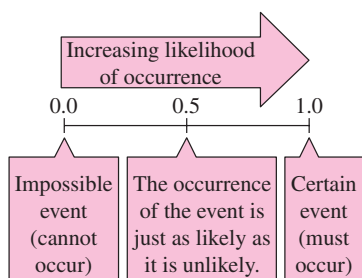 Increasing likelihood
of occurrence
0.0 0.5 1.0
Impossible
event
(cannot
occur)
The occurrence
of the event is
just as likely as
it is unlikely.
Certain
event
(must
occur)